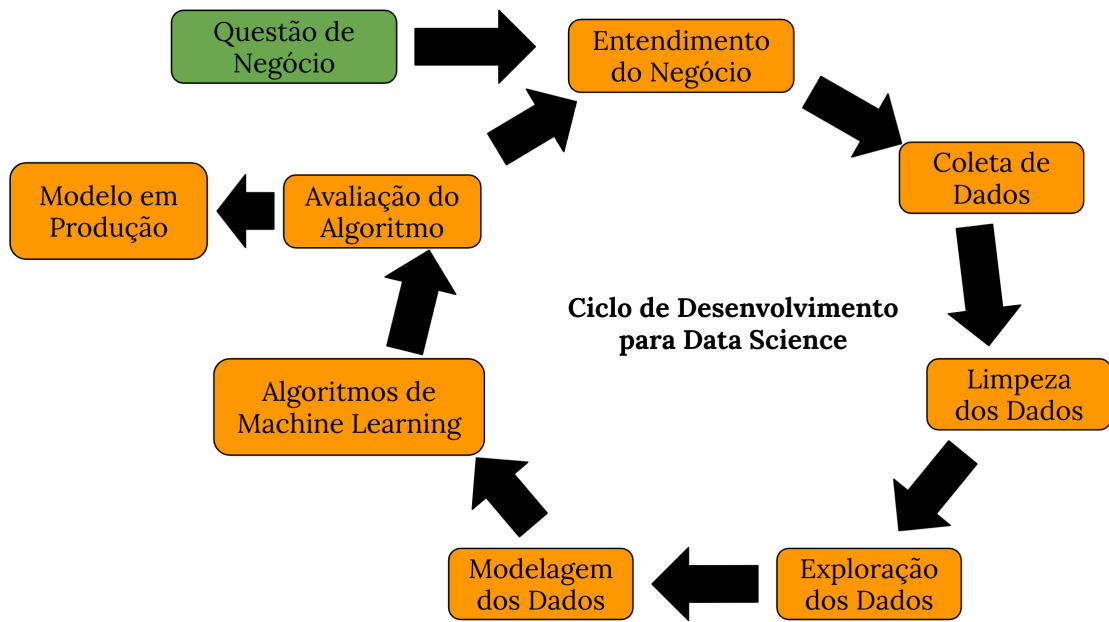 Questão de
Negócio
Entendimento
do Negócio
Coleta de
Dados
Limpeza
dos Dados
Exploração
dos Dados
Modelagem
dos Dados
Algoritmos de
Machine Learning
Avaliação do
Algoritmo
Modelo em
Produção
Ciclo de Desenvolvimento
para Data Science